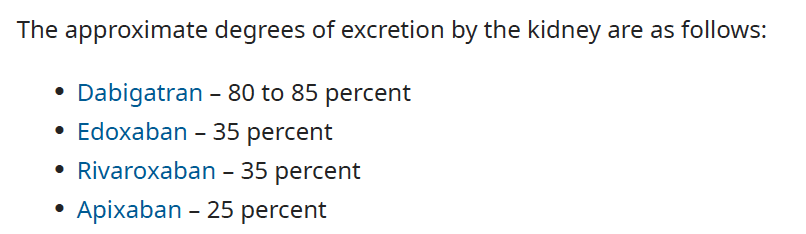 The approximate degrees of excretion by the kidney are as follows:
• Dabigatran – 80 to 85 percent
• Edoxaban – 35 percent
• Rivaroxaban – 35 percent
• Apixaban – 25 percent